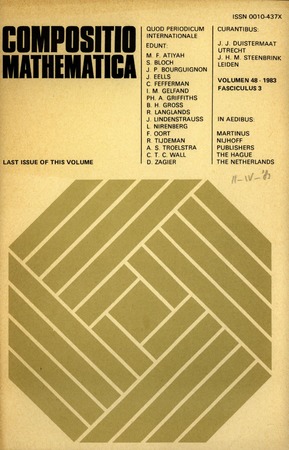 ISSN 0010-437X
COMPOSITIO
MATHEMATICA
LAST ISSUE OF THIS VOLUME
QUOD PERIODICUM
INTERNATIONALE
EDUNT:
M. F. ATIYAH
S. BLOCH
J. P. BOURGUIGNON
J. EELLS
C. FEFFERMAN
I. M. GELFAND
PH. A. GRIFFITHS
B. H. GROSS
R. LANGLANDS
J. LINDENSTRAUSS
L. NIRENBERG
F. OORT
R. TIJDEMAN
A. S. TROELSTRA
C. T. C. WALL
D. ZAGIER
CURANTIBUS:
J. J. DUISTERMAAT
UTRECHT
J. H. M. STEENBRINK
LEIDEN
VOLUMEN 48 - 1983
FASCICULUS 3
IN AEDIBUS:
MARTINUS
NIJHOFF
PUBLISHERS
THE HAGUE
THE NETHERLANDS